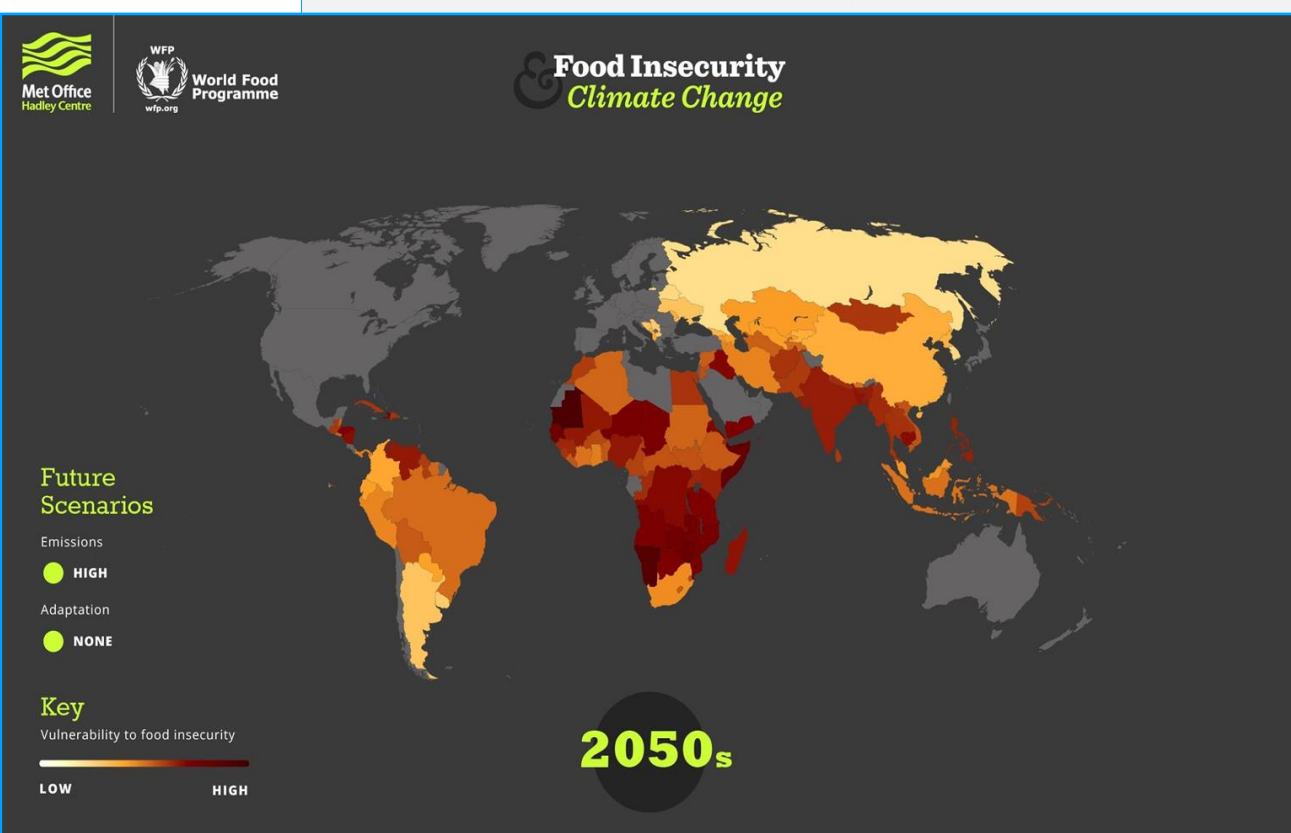 Met Office
Hadley Centre
WFP
wfp.org
World Food
Programme
& Food Insecurity
Climate Change
Future
Scenarios
Emissions
HIGH
Adaptation
NONE
Key
Vulnerability to food insecurity
LOW
HIGH
2050s